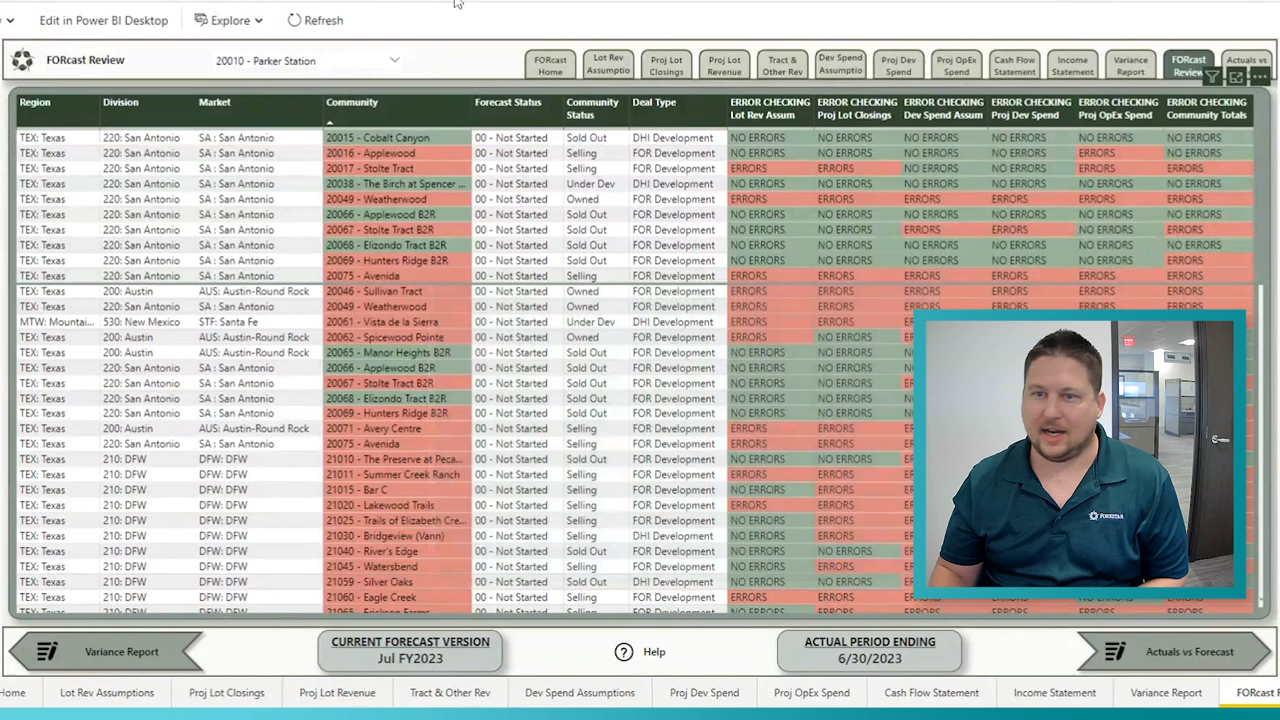 Edit in Power BI Desktop Explore Refresh
FORcast Review 20010 - Parker Station
FORcast Home Lot Rev Assumptio Proj Lot Closings Proj Lot Revenue Tract & Other Rev Dev Spend Assumptio Proj Dev Spend Proj OpEx Spend Cash Flow Statement Income Statement Variance Report FORcast Review Actuals vs
Region Division Market Community Forecast Status Community Status Deal Type ERROR CHECKING Lot Rev Assum ERROR CHECKING Proj Lot Closings ERROR CHECKING Dev Spend Assum ERROR CHECKING Proj Dev Spend ERROR CHECKING Proj OpEx Spend ERROR CHECKING Community Totals
TEX: Texas 220: San Antonio SA : San Antonio 20015 - Cobalt Canyon 00 - Not Started Sold Out DHI Development NO ERRORS NO ERRORS NO ERRORS NO ERRORS NO ERRORS NO ERRORS
TEX: Texas 220: San Antonio SA : San Antonio 20016 - Applewood 00 - Not Started Selling FOR Development NO ERRORS NO ERRORS NO ERRORS NO ERRORS ERRORS NO ERRORS
TEX: Texas 220: San Antonio SA : San Antonio 20017 - Stolte Tract 00 - Not Started Selling FOR Development ERRORS ERRORS NO ERRORS NO ERRORS ERRORS ERRORS
TEX: Texas 220: San Antonio SA : San Antonio 20038 - The Birch at Spencer ... 00 - Not Started Under Dev DHI Development NO ERRORS NO ERRORS NO ERRORS NO ERRORS NO ERRORS NO ERRORS
TEX: Texas 220: San Antonio SA : San Antonio 20049 - Weatherwood 00 - Not Started Owned FOR Development ERRORS ERRORS ERRORS ERRORS ERRORS ERRORS
TEX: Texas 220: San Antonio SA : San Antonio 20066 - Applewood B2R 00 - Not Started Sold Out FOR Development NO ERRORS NO ERRORS NO ERRORS NO ERRORS NO ERRORS NO ERRORS
TEX: Texas 220: San Antonio SA : San Antonio 20067 - Stolte Tract B2R 00 - Not Started Sold Out FOR Development NO ERRORS NO ERRORS ERRORS ERRORS NO ERRORS ERRORS
TEX: Texas 220: San Antonio SA : San Antonio 20068 - Elizondo Tract B2R 00 - Not Started Sold Out FOR Development NO ERRORS NO ERRORS NO ERRORS NO ERRORS NO ERRORS NO ERRORS
TEX: Texas 220: San Antonio SA : San Antonio 20069 - Hunters Ridge B2R 00 - Not Started Sold Out FOR Development NO ERRORS NO ERRORS NO ERRORS NO ERRORS NO ERRORS ERRORS
TEX: Texas 220: San Antonio SA : San Antonio 20075 - Avenida 00 - Not Started Selling FOR Development ERRORS ERRORS ERRORS ERRORS ERRORS ERRORS
TEX: Texas 200: Austin AUS: Austin-Round Rock 20046 - Sullivan Tract 00 - Not Started Owned FOR Development ERRORS ERRORS ERRORS ERRORS ERRORS ERRORS
TEX: Texas 220: San Antonio SA : San Antonio 20049 - Weatherwood 00 - Not Started Owned FOR Development ERRORS ERRORS ERRORS ERRORS ERRORS ERRORS
MTW: Mountai... 530: New Mexico STF: Santa Fe 20061 - Vista de la Sierra 00 - Not Started Under Dev DHI Development ERRORS ERRORS
TEX: Texas 200: Austin AUS: Austin-Round Rock 20062 - Spicewood Pointe 00 - Not Started Owned FOR Development ERRORS NO ERRORS
TEX: Texas 200: Austin AUS: Austin-Round Rock 20065 - Manor Heights B2R 00 - Not Started Sold Out FOR Development NO ERRORS NO ERRORS
TEX: Texas 220: San Antonio SA : San Antonio 20066 - Applewood B2R 00 - Not Started Sold Out FOR Development NO ERRORS NO ERRORS
TEX: Texas 220: San Antonio SA : San Antonio 20067 - Stolte Tract B2R 00 - Not Started Sold Out FOR Development NO ERRORS NO ERRORS
TEX: Texas 220: San Antonio SA : San Antonio 20068 - Elizondo Tract B2R 00 - Not Started Sold Out FOR Development NO ERRORS NO ERRORS
TEX: Texas 220: San Antonio SA : San Antonio 20069 - Hunters Ridge B2R 00 - Not Started Sold Out FOR Development NO ERRORS NO ERRORS
TEX: Texas 200: Austin AUS: Austin-Round Rock 20071 - Avery Centre 00 - Not Started Selling FOR Development ERRORS ERRORS
TEX: Texas 220: San Antonio SA : San Antonio 20075 - Avenida 00 - Not Started Selling FOR Development ERRORS ERRORS
TEX: Texas 210: DFW DFW: DFW 21010 - The Preserve at Peca... 00 - Not Started Sold Out FOR Development NO ERRORS NO ERRORS
TEX: Texas 210: DFW DFW: DFW 21011 - Summer Creek Ranch 00 - Not Started Selling FOR Development ERRORS ERRORS
TEX: Texas 210: DFW DFW: DFW 21015 - Bar C 00 - Not Started Selling FOR Development NO ERRORS ERRORS
TEX: Texas 210: DFW DFW: DFW 21020 - Lakewood Trails 00 - Not Started Selling FOR Development ERRORS ERRORS
TEX: Texas 210: DFW DFW: DFW 21025 - Trails of Elizabeth Cre... 00 - Not Started Selling FOR Development NO ERRORS ERRORS
TEX: Texas 210: DFW DFW: DFW 21030 - Bridgeview (Vann) 00 - Not Started Selling DHI Development NO ERRORS ERRORS
TEX: Texas 210: DFW DFW: DFW 21040 - River's Edge 00 - Not Started Sold Out FOR Development NO ERRORS NO ERRORS
TEX: Texas 210: DFW DFW: DFW 21045 - Watersbend 00 - Not Started Selling FOR Development NO ERRORS ERRORS
TEX: Texas 210: DFW DFW: DFW 21059 - Silver Oaks 00 - Not Started Sold Out DHI Development NO ERRORS NO ERRORS
TEX: Texas 210: DFW DFW: DFW 21060 - Eagle Creek 00 - Not Started Selling FOR Development ERRORS ERRORS
FORESTAR
Variance Report CURRENT FORECAST VERSION Jul FY2023 Help ACTUAL PERIOD ENDING 6/30/2023 Actuals vs Forecast
Home Lot Rev Assumptions Proj Lot Closings Proj Lot Revenue Tract & Other Rev Dev Spend Assumptions Proj Dev Spend Proj OpEx Spend Cash Flow Statement Income Statement Variance Report FORcast R